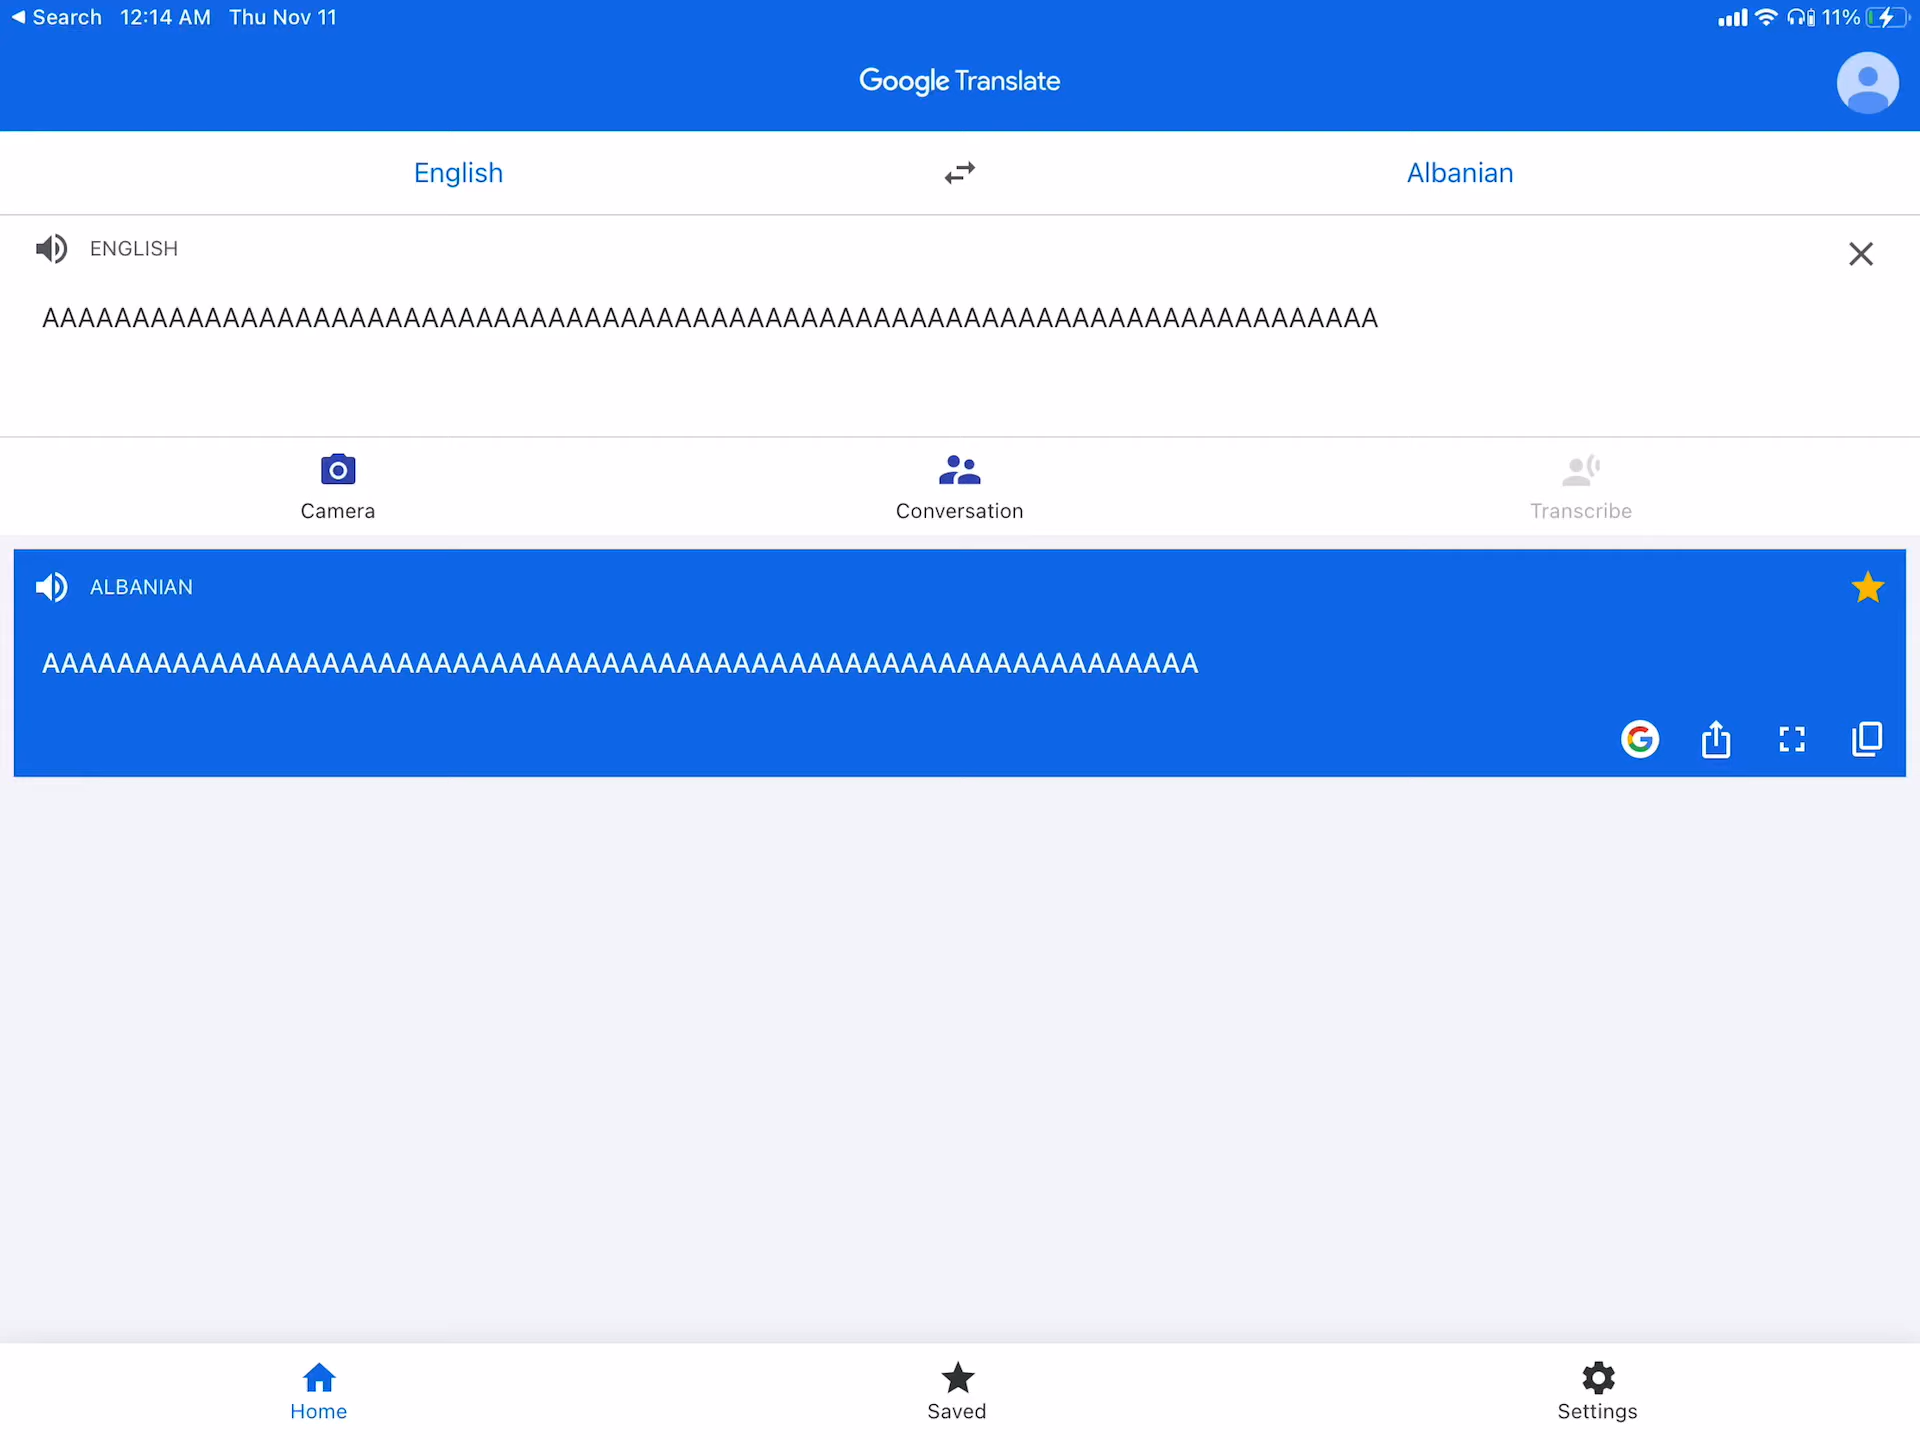 Search 12:14 AM Thu Nov 11 11%
Google Translate
English Albanian
ENGLISH
AAAAAAAAAAAAAAAAAAAAAAAAAAAAAAAAAAAAAAAAAAAAAAAAAAAAAAAAAAAAAAAAAAAAAAAAAA
Camera Conversation Transcribe
ALBANIAN
AAAAAAAAAAAAAAAAAAAAAAAAAAAAAAAAAAAAAAAAAAAAAAAAAAAAAAAAAAAAAA
Home Saved Settings